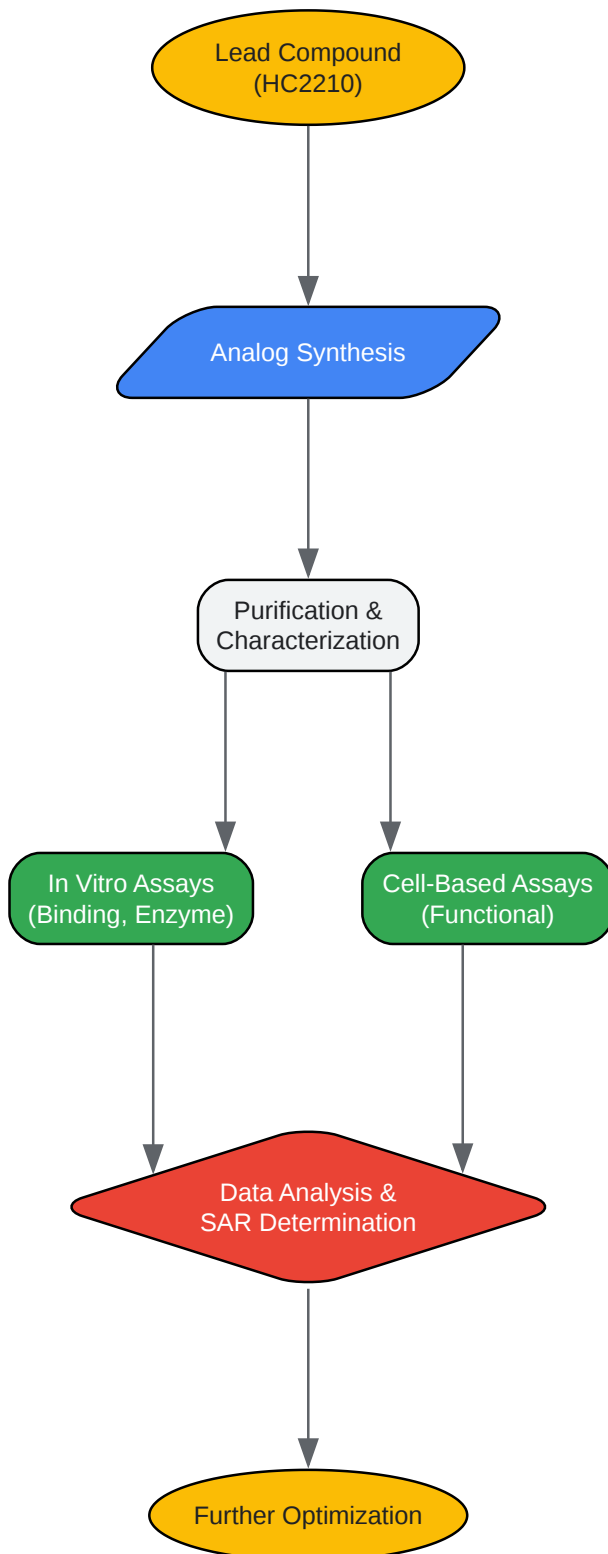 Lead Compound
(HC2210)
Analog Synthesis
Purification &
Characterization
In Vitro Assays
(Binding, Enzyme)
Cell-Based Assays
(Functional)
Data Analysis &
SAR Determination
Further Optimization